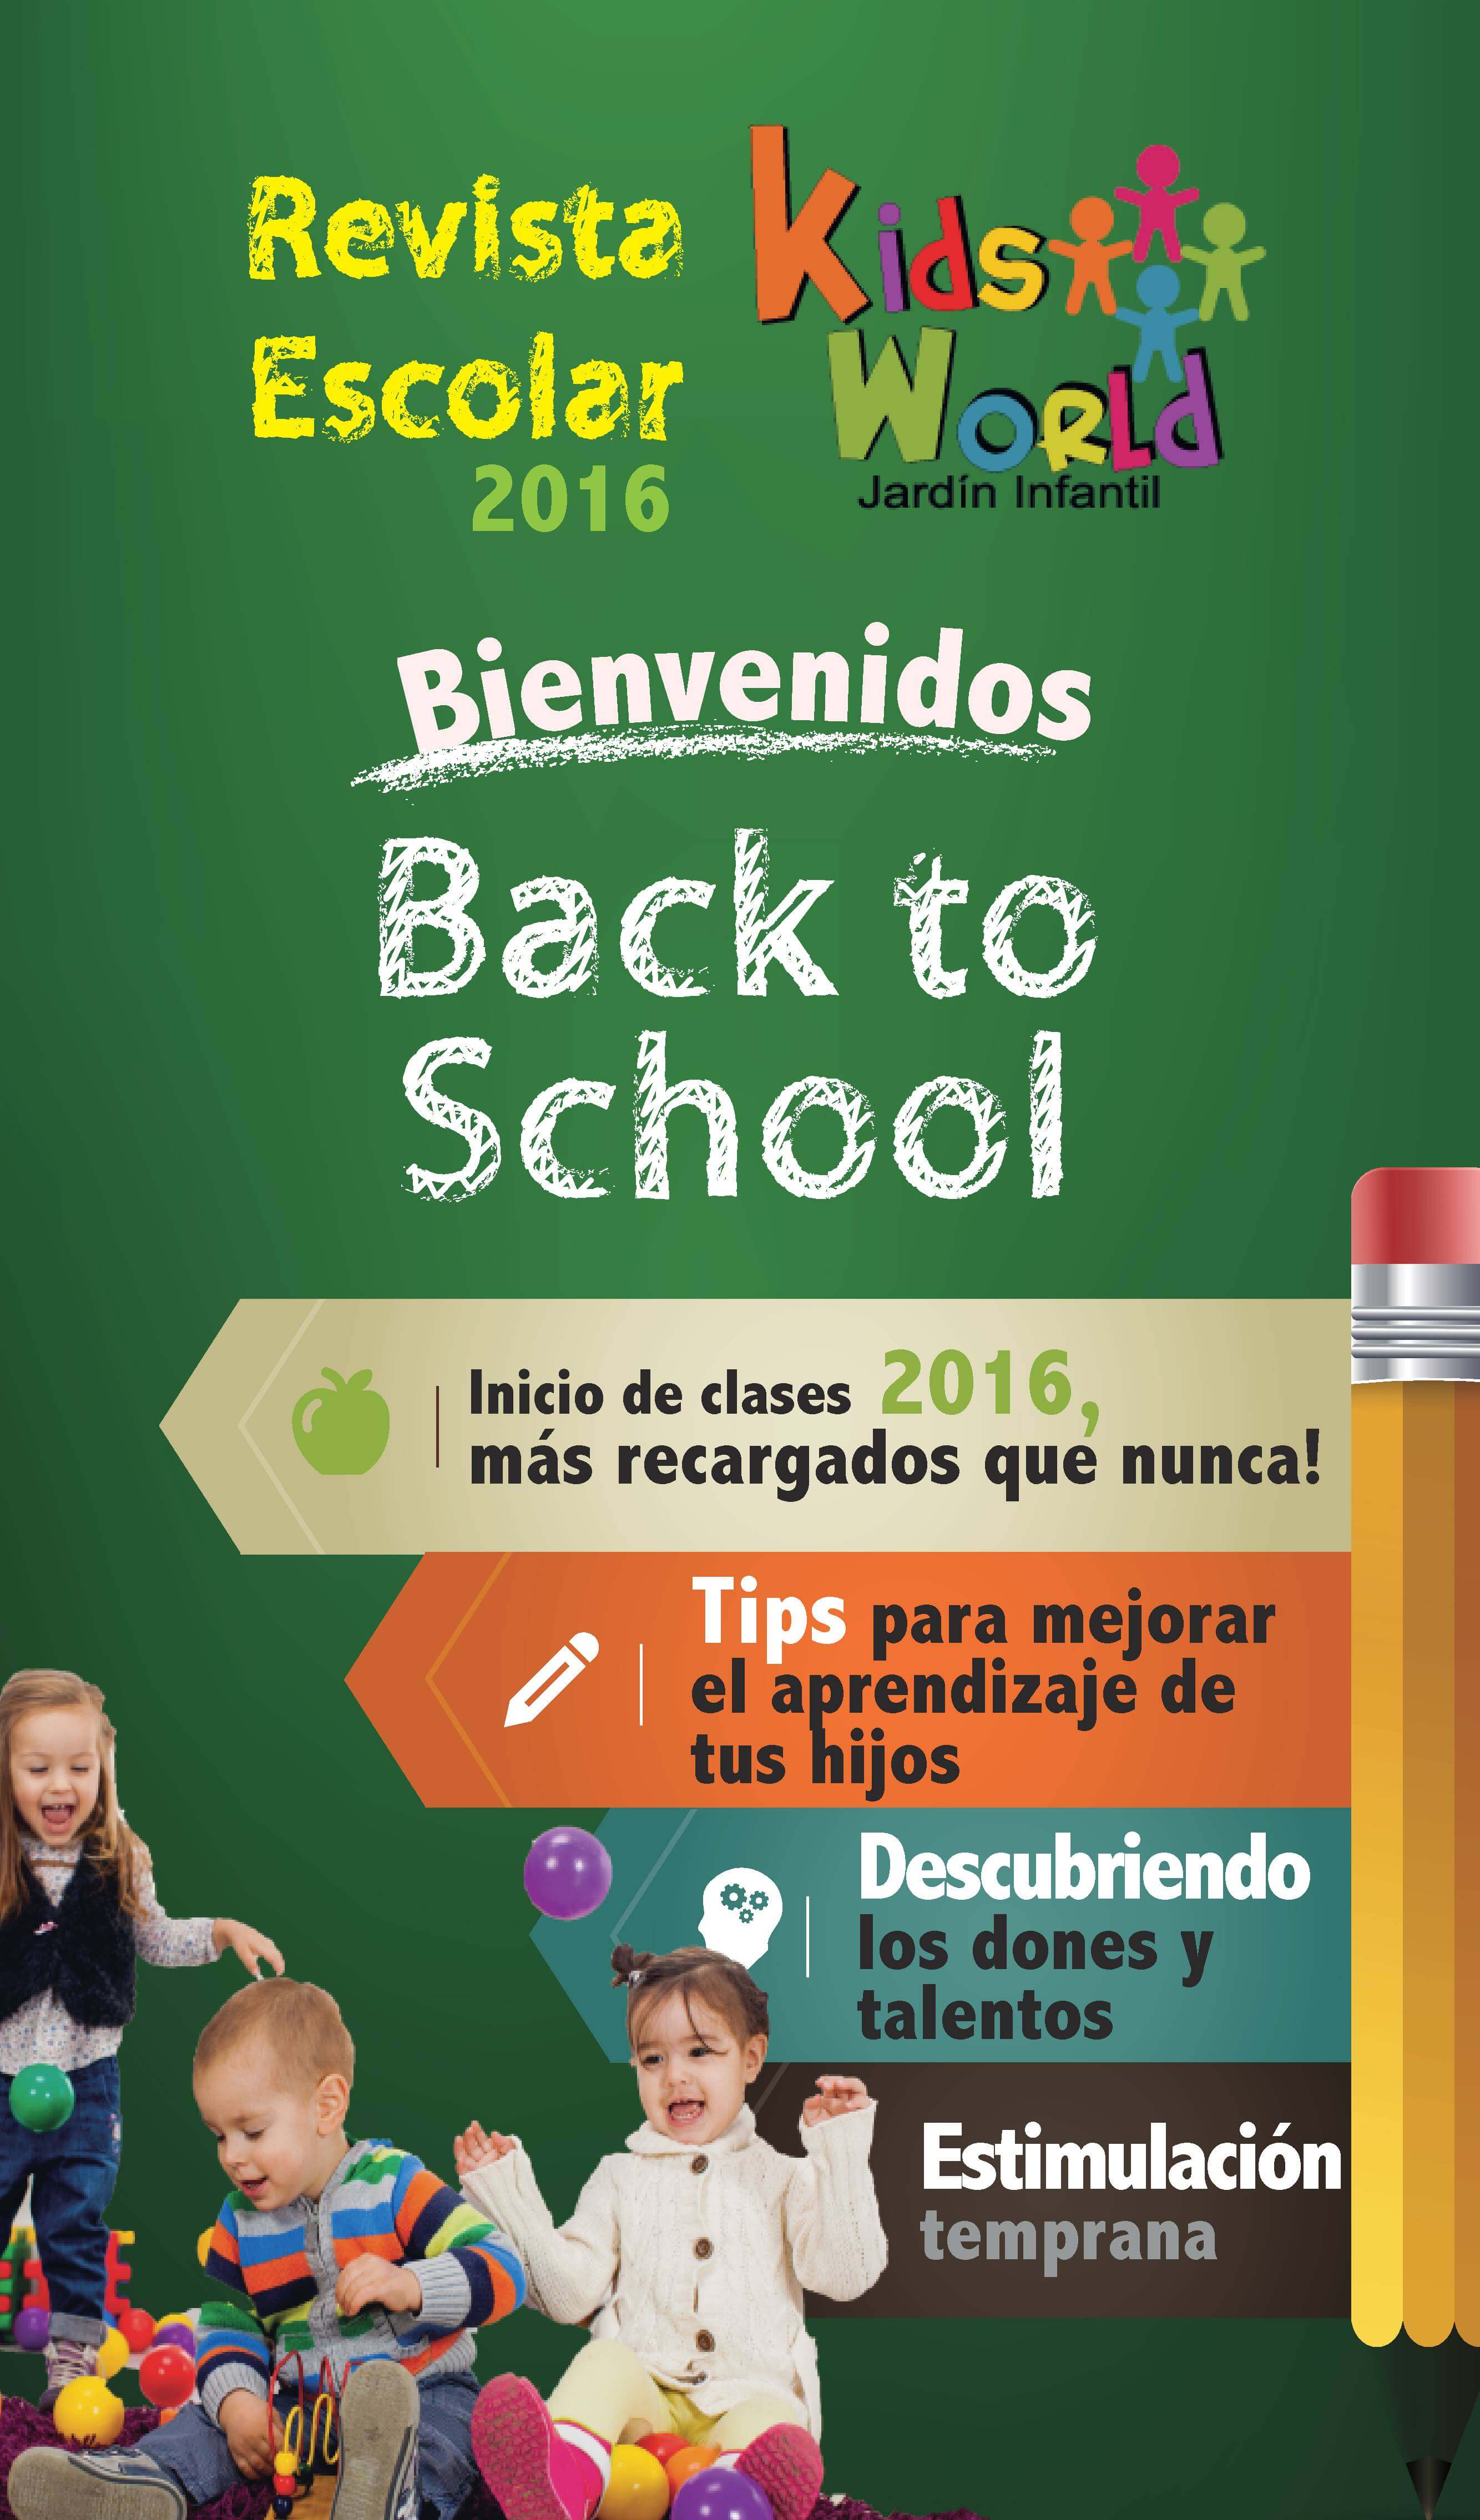 Revista
Escolar
2016
Kids
World
Jardín Infantil
Bienvenidos
Back to
School
Inicio de clases 2016,
más recargados que nunca!
Tips para mejorar
el aprendizaje de
tus hijos
Descubriendo
los dones y
talentos
Estimulación
temprana